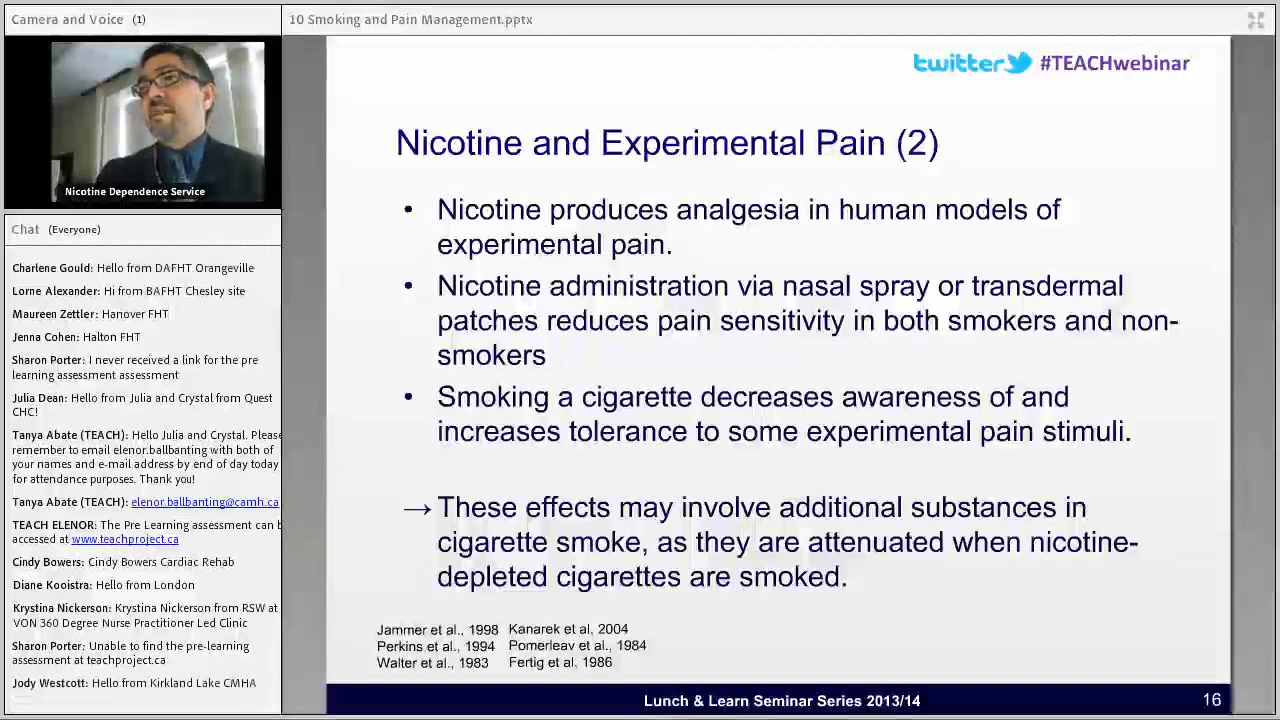 Camera and Voice (1)
Nicotine Dependence Service
Chat (Everyone)
Charlene Gould: Hello from DAFHT Orangeville
Lorne Alexander: Hi from BAFHT Chesley site
Maureen Zettler: Hanover FHT
Jenna Cohen: Halton FHT
Sharon Porter: I never received a link for the pre
learning assessment assessment
Julia Dean: Hello from Julia and Crystal from Quest
CHC!
Tanya Abate (TEACH): Hello Julia and Crystal. Please
remember to email elenor.ballbanting with both of
your names and e-mail address by end of day today
for attendance purposes. Thank you!
Tanya Abate (TEACH): elenor.ballbanting@camh.ca
TEACH ELENOR: The Pre Learning assessment can b
accessed at www.teachproject.ca
Cindy Bowers: Cindy Bowers Cardiac Rehab
Diane Kooistra: Hello from London
Krystina Nickerson: Krystina Nickerson from RSW at
VON 360 Degree Nurse Practitioner Led Clinic
Sharon Porter: Unable to find the pre-learning
assessment at teachproject.ca
Jody Westcott: Hello from Kirkland Lake CMHA
10 Smoking and Pain Management.pptx
twitter #TEACHwebinar
Nicotine and Experimental Pain (2)
• Nicotine produces analgesia in human models of
experimental pain.
• Nicotine administration via nasal spray or transdermal
patches reduces pain sensitivity in both smokers and non-
smokers
• Smoking a cigarette decreases awareness of and
increases tolerance to some experimental pain stimuli.
→ These effects may involve additional substances in
cigarette smoke, as they are attenuated when nicotine-
depleted cigarettes are smoked.
Jammer et al., 1998 Kanarek et al, 2004
Perkins et al., 1994 Pomerleav et al., 1984
Walter et al., 1983 Fertig et al, 1986
Lunch & Learn Seminar Series 2013/14 16